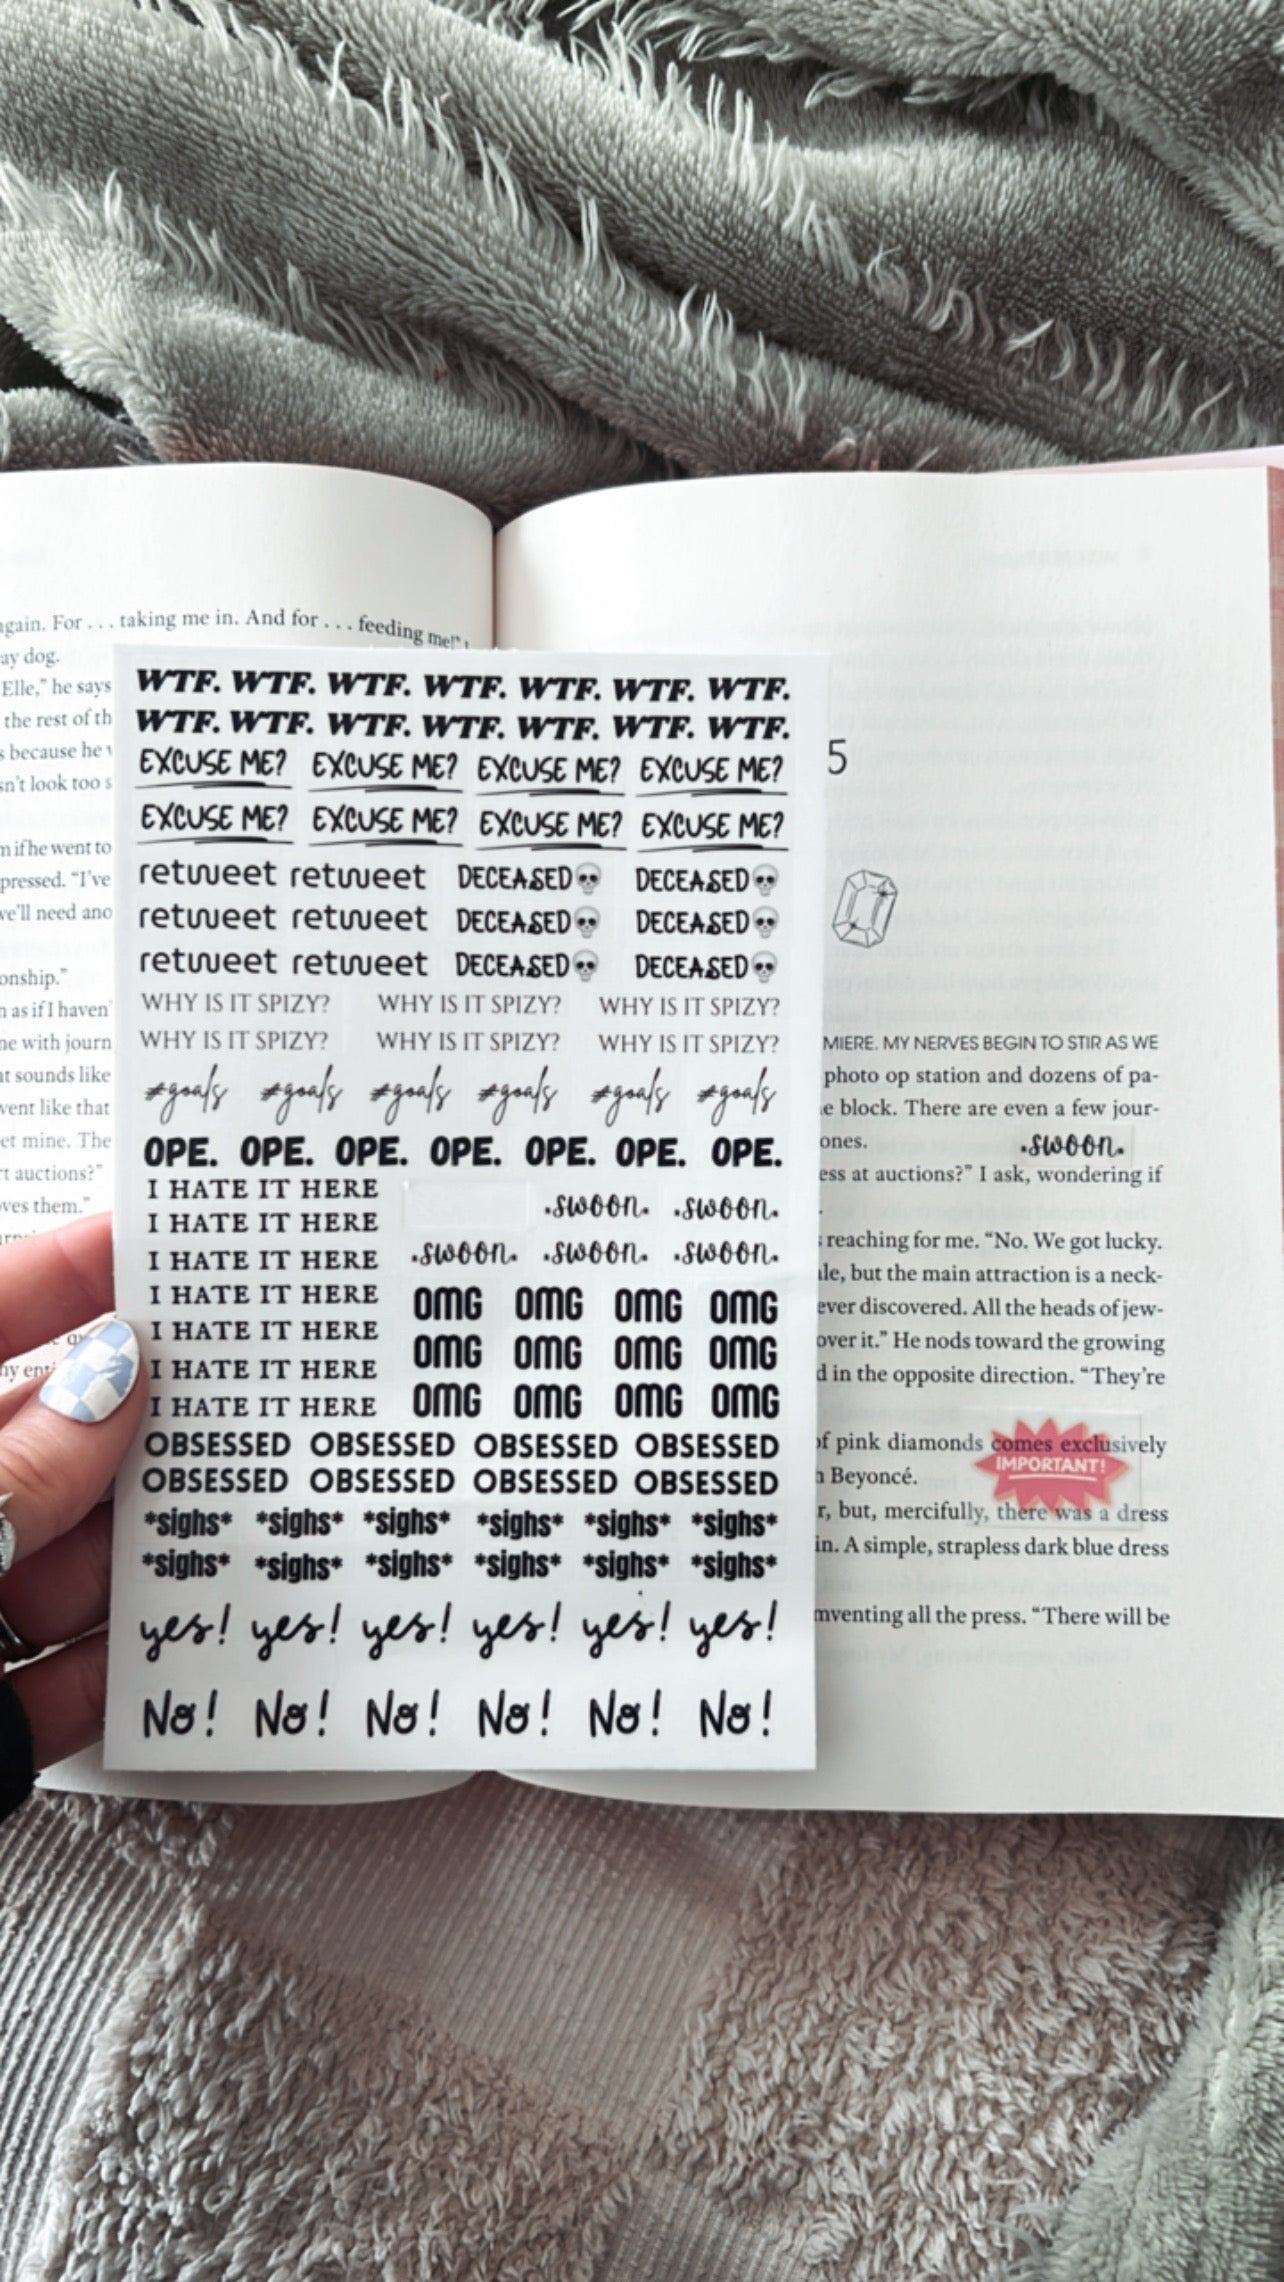 again. For . . . taking me in. And for . . . feeding me!"
ay dog.
Elle," he says
the rest of th
s because he
sn't look too s
m if he went to
pressed. "I've
we'll need ano
onship."
n as if I haven'
ne with journ
at sounds like
vent like that
et mine. The
rt auctions?"
ves them."
WTF. WTF. WTF. WTF. WTF. WTF. WTF.
WTF. WTF. WTF. WTF. WTF. WTF. WTF.
EXCUSE ME? EXCUSE ME? EXCUSE ME? EXCUSE ME?
EXCUSE ME? EXCUSE ME? EXCUSE ME? EXCUSE ME?
retweet retweet DECEASED💀 DECEASED💀
retweet retweet DECEASED💀 DECEASED💀
retweet retweet DECEASED💀 DECEASED💀
WHY IS IT SPIZY? WHY IS IT SPIZY? WHY IS IT SPIZY?
WHY IS IT SPIZY? WHY IS IT SPIZY? WHY IS IT SPIZY?
#goals #goals #goals #goals #goals #goals
OPE. OPE. OPE. OPE. OPE. OPE. OPE.
I HATE IT HERE
I HATE IT HERE
I HATE IT HERE
I HATE IT HERE
I HATE IT HERE
I HATE IT HERE
I HATE IT HERE
.swoon. .swoon.
.swoon. .swoon. .swoon.
OMG OMG OMG OMG
OMG OMG OMG OMG
OMG OMG OMG OMG
OBSESSED OBSESSED OBSESSED OBSESSED
OBSESSED OBSESSED OBSESSED OBSESSED
*sighs* *sighs* *sighs* *sighs* *sighs* *sighs*
*sighs* *sighs* *sighs* *sighs* *sighs* *sighs*
yes! yes! yes! yes! yes! yes!
No! No! No! No! No! No!
5
MIERE. MY NERVES BEGIN TO STIR AS WE
photo op station and dozens of pa-
e block. There are even a few jour-
ones.
.swoon.
ess at auctions?" I ask, wondering if
reaching for me. "No. We got lucky.
ale, but the main attraction is a neck-
ever discovered. All the heads of jew-
over it." He nods toward the growing
d in the opposite direction. "They're
of pink diamonds comes exclusively
IMPORTANT!
n Beyoncé.
r, but, mercifully, there was a dress
in. A simple, strapless dark blue dress
mventing all the press. "There will be